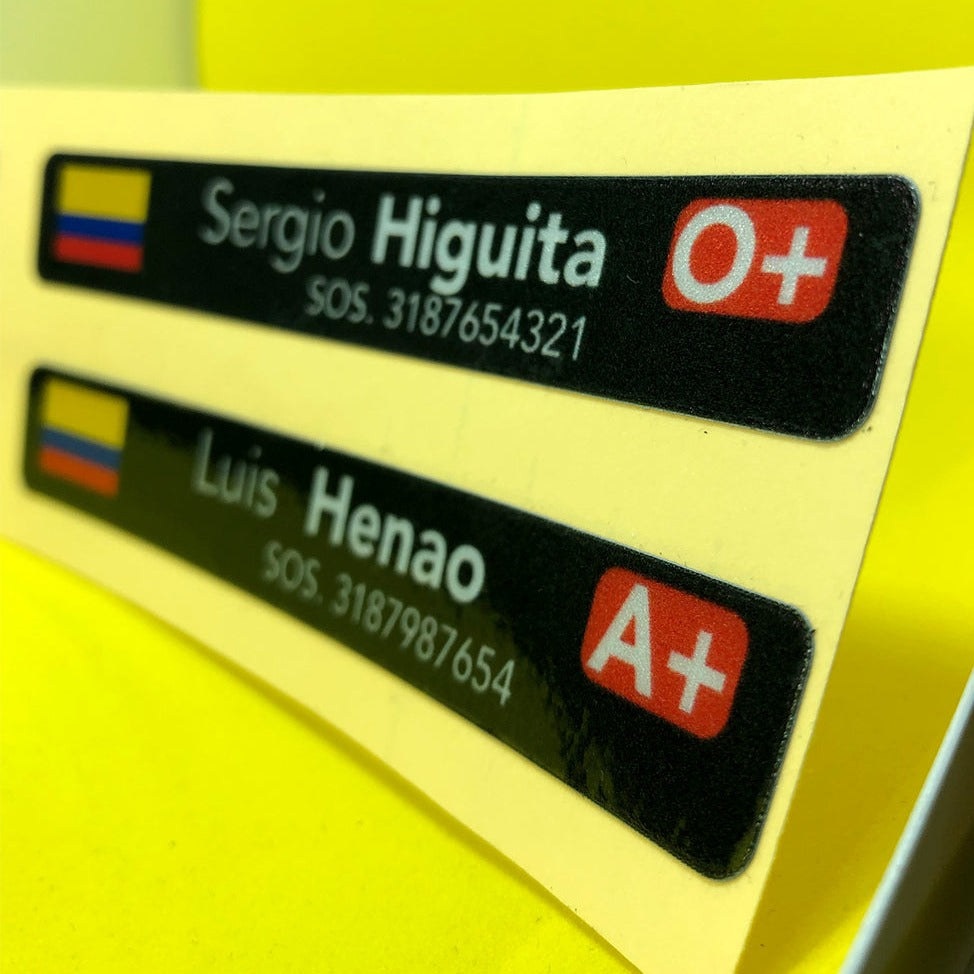 Sergio Higuita
O+
SOS. 3187654321
Luis Henao
A+
SOS. 3187987654